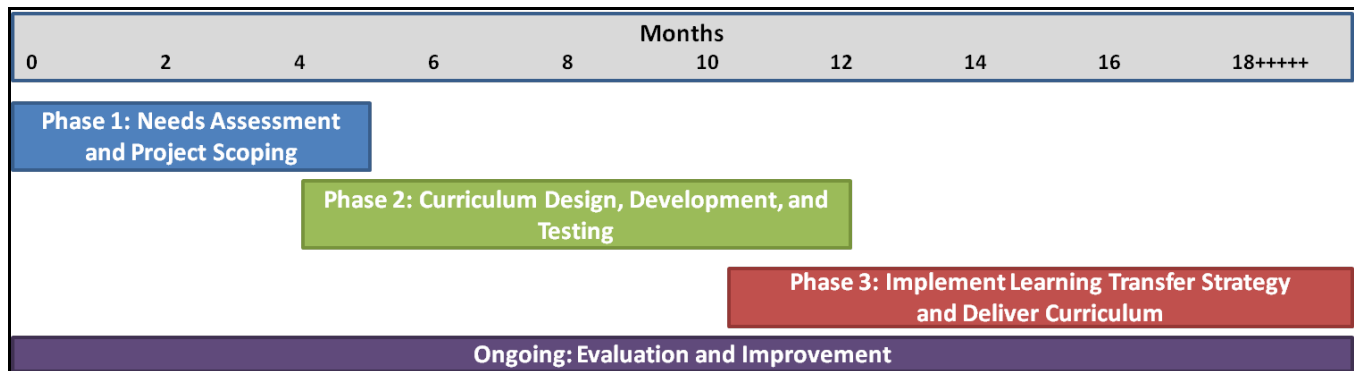 Months
0 2 4 6 8 10 12 14 16 18+++++
Phase 1: Needs Assessment
and Project Scoping
Phase 2: Curriculum Design, Development, and
Testing
Phase 3: Implement Learning Transfer Strategy
and Deliver Curriculum
Ongoing: Evaluation and Improvement